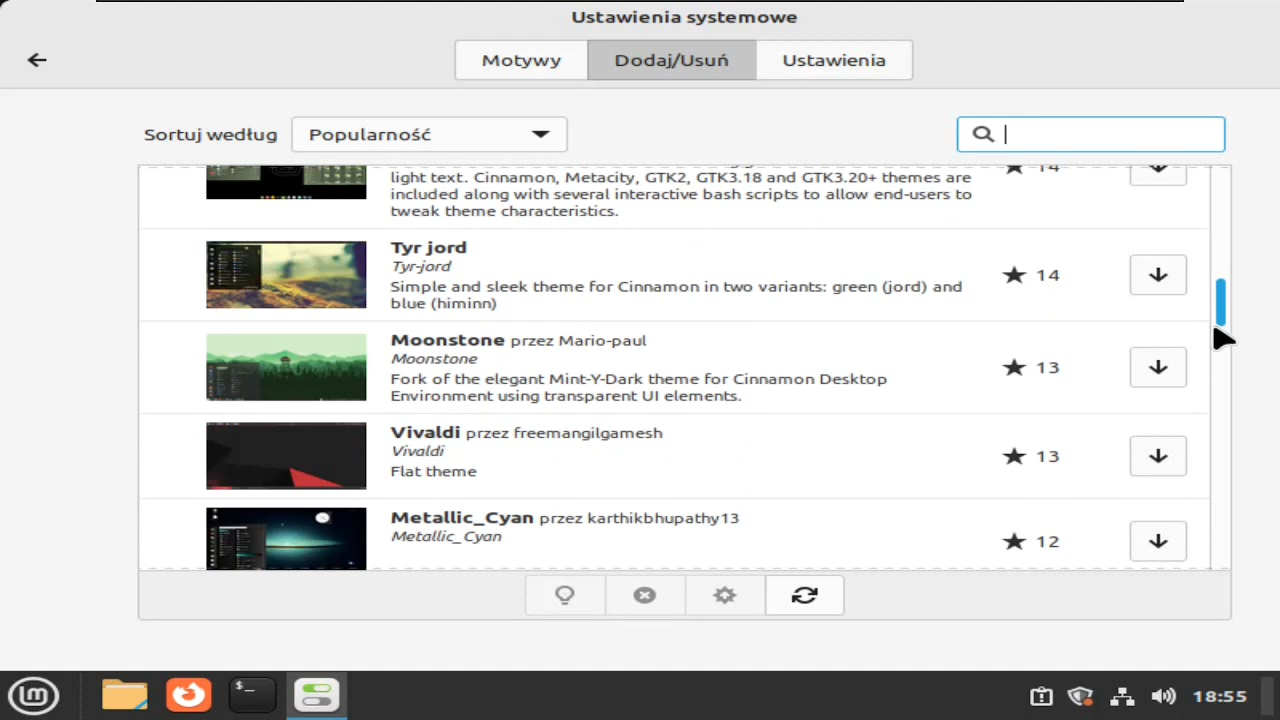 Ustawienia systemowe
Motywy
Dodaj/Usuń
Ustawienia
Sortuj według
Popularność
light text. Cinnamon, Metacity, GTK2, GTK3.18 and GTK3.20+ themes are
included along with several interactive bash scripts to allow end-users to
tweak theme characteristics.
14
Tyr jord
Tyr-jord
Simple and sleek theme for Cinnamon in two variants: green (jord) and
blue (himinn)
14
Moonstone przez Mario-paul
Moonstone
Fork of the elegant Mint-Y-Dark theme for Cinnamon Desktop
Environment using transparent UI elements.
13
Vivaldi przez freemangilgamesh
Vivaldi
Flat theme
13
Metallic_Cyan przez karthikbhupathy13
Metallic_Cyan
12
$_
18:55